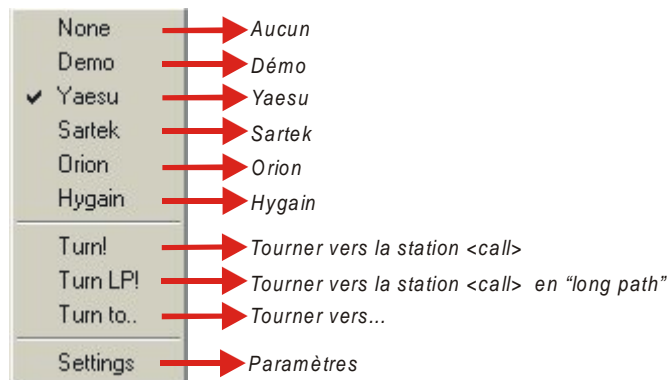 None Aucun
Demo Démo
Yaesu Yaesu
Sartek Sartek
Orion Orion
Hygain Hygain
Turn! Tourner vers la station <call>
Turn LP! Tourner vers la station <call> en “long path”
Turn to.. Tourner vers...
Settings Paramètres